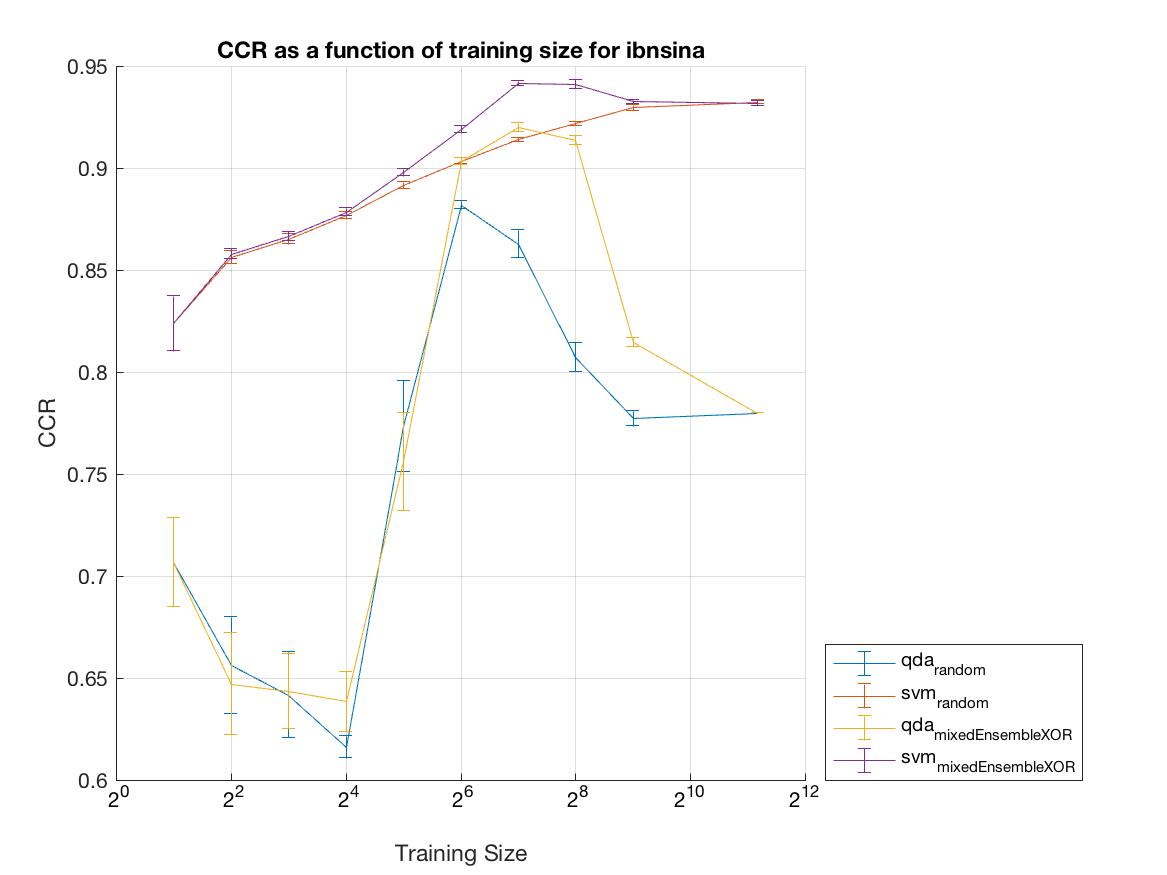 CCR as a function of training size for ibnsina
0.95
0.9
0.85
0.8
0.75
0.7
0.65
0.6
CCR
2^0 2^2 2^4 2^6 2^8 2^10 2^12
Training Size
qda_random
svm_random
qda_mixedEnsembleXOR
svm_mixedEnsembleXOR